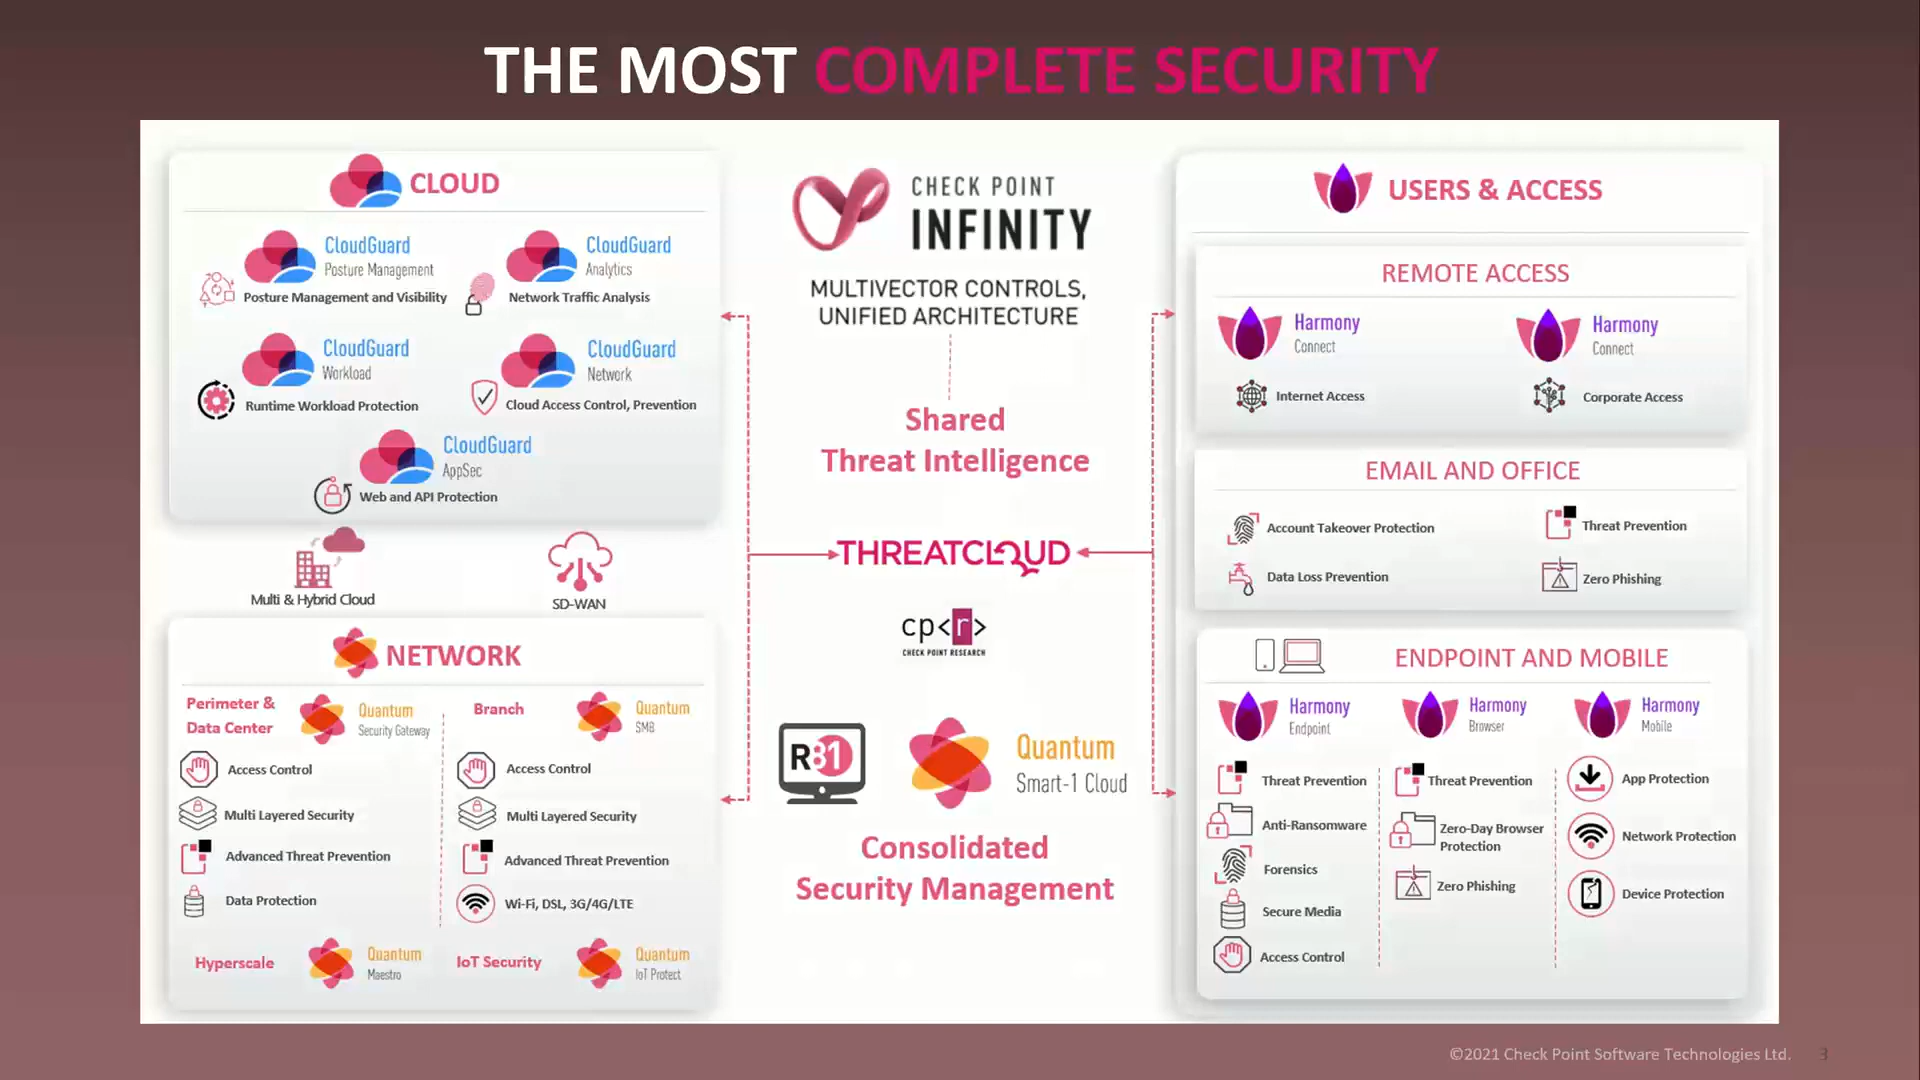 THE MOST COMPLETE SECURITY
CLOUD
CloudGuard
Posture Management
Posture Management and Visibility
CloudGuard
Analytics
Network Traffic Analysis
CloudGuard
Workload
Runtime Workload Protection
CloudGuard
Network
Cloud Access Control, Prevention
CloudGuard
AppSec
Web and API Protection
Multi & Hybrid Cloud
SD-WAN
NETWORK
Perimeter &
Data Center
Quantum
Security Gateway
Access Control
Multi Layered Security
Advanced Threat Prevention
Data Protection
Branch
Quantum
SMB
Access Control
Multi Layered Security
Advanced Threat Prevention
Wi-Fi, DSL, 3G/4G/LTE
Hyperscale
Quantum
Maestro
IoT Security
Quantum
IoT Protect
CHECK POINT
INFINITY
MULTIVECTOR CONTROLS,
UNIFIED ARCHITECTURE
Shared
Threat Intelligence
THREATCLOUD
cp<r>
CHECK POINT RESEARCH
R81
Quantum
Smart-1 Cloud
Consolidated
Security Management
USERS & ACCESS
REMOTE ACCESS
Harmony
Connect
Internet Access
Harmony
Connect
Corporate Access
EMAIL AND OFFICE
Account Takeover Protection
Threat Prevention
Data Loss Prevention
Zero Phishing
ENDPOINT AND MOBILE
Harmony
Endpoint
Threat Prevention
Anti-Ransomware
Forensics
Secure Media
Access Control
Harmony
Browser
Threat Prevention
Zero-Day Browser
Protection
Zero Phishing
Harmony
Mobile
App Protection
Network Protection
Device Protection
©2021 Check Point Software Technologies Ltd. 3